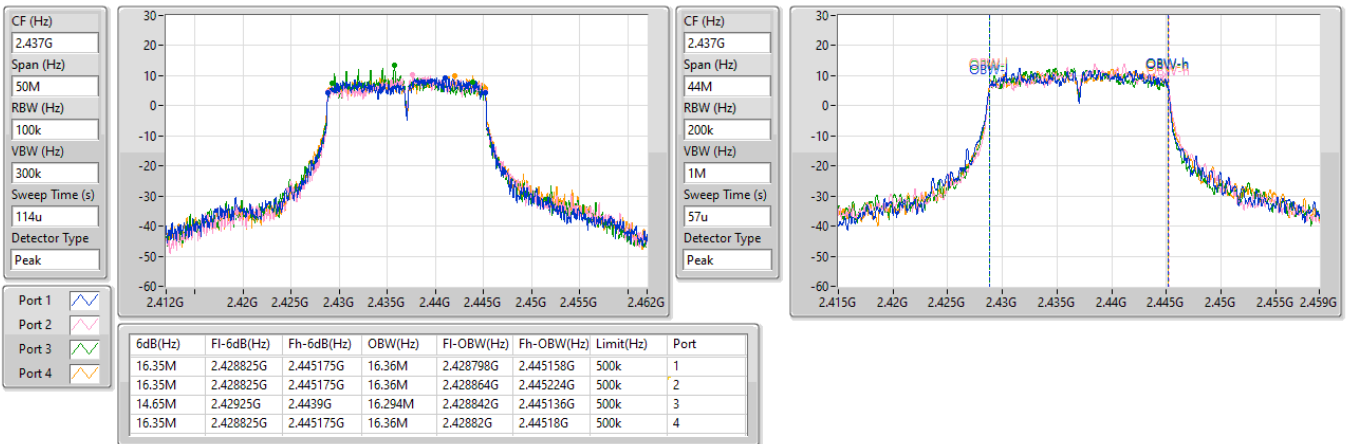 CF (Hz)
2.437G
Span (Hz)
50M
RBW (Hz)
100k
VBW (Hz)
300k
Sweep Time (s)
114u
Detector Type
Peak
30
20
10
0
-10
-20
-30
-40
-50
-60
2.412G 2.42G 2.425G 2.43G 2.435G 2.44G 2.445G 2.45G 2.455G 2.462G
CF (Hz)
2.437G
Span (Hz)
44M
RBW (Hz)
200k
VBW (Hz)
1M
Sweep Time (s)
57u
Detector Type
Peak
30
20
10
0
-10
-20
-30
-40
-50
-60
OBW-l OBW-h
2.415G 2.42G 2.425G 2.43G 2.435G 2.44G 2.445G 2.45G 2.455G 2.459G
Port 1
Port 2
Port 3
Port 4
6dB(Hz) Fl-6dB(Hz) Fh-6dB(Hz) OBW(Hz) Fl-OBW(Hz) Fh-OBW(Hz) Limit(Hz) Port
16.35M 2.428825G 2.445175G 16.36M 2.428798G 2.445158G 500k 1
16.35M 2.428825G 2.445175G 16.36M 2.428864G 2.445224G 500k 2
14.65M 2.42925G 2.4439G 16.294M 2.428842G 2.445136G 500k 3
16.35M 2.428825G 2.445175G 16.36M 2.42882G 2.44518G 500k 4